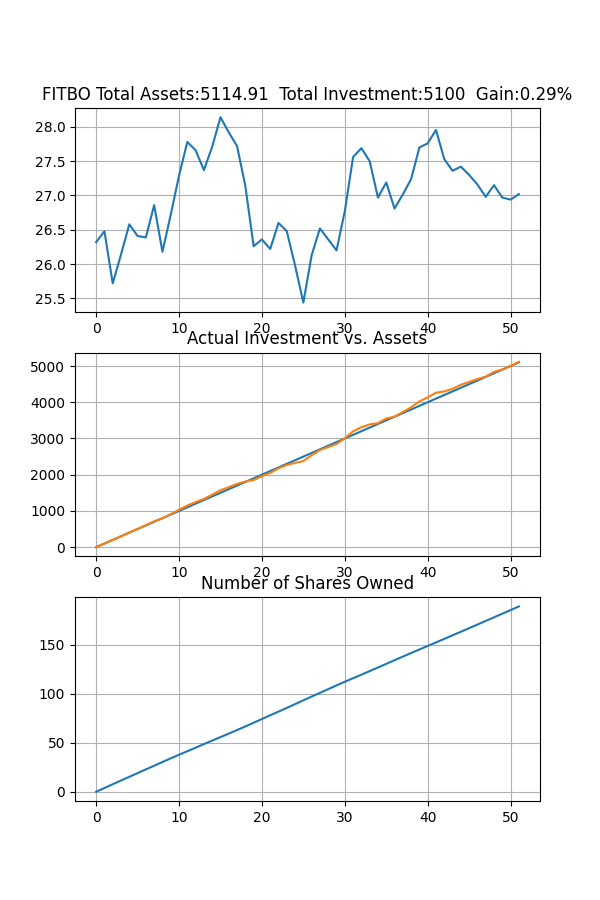 FITBO Total Assets:5114.91  Total Investment:5100  Gain:0.29%
28.0
27.5
27.0
26.5
26.0
25.5
0 10 20 30 40 50
Actual Investment vs. Assets
5000
4000
3000
2000
1000
0
0 10 20 30 40 50
Number of Shares Owned
150
100
50
0
0 10 20 30 40 50